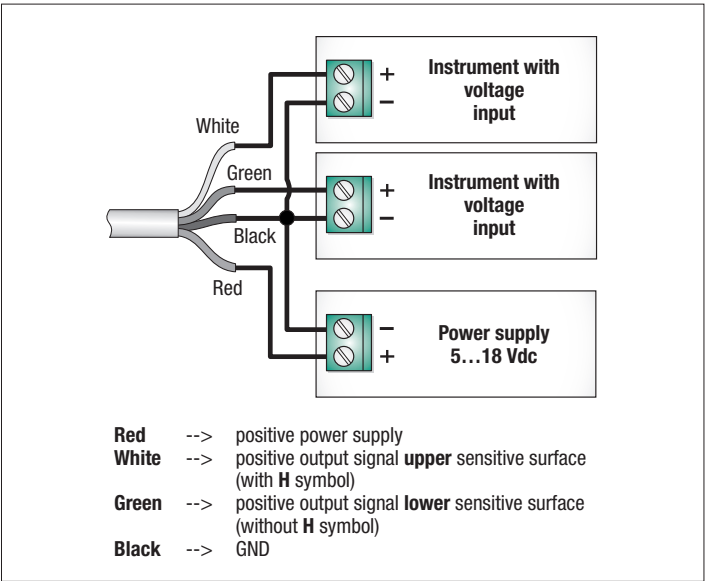 Instrument with
voltage
input
+
−
White
Green
Instrument with
voltage
input
+
−
Black
Red
Power supply
5…18 Vdc
−
+
Red --> positive power supply
White --> positive output signal upper sensitive surface
(with H symbol)
Green --> positive output signal lower sensitive surface
(without H symbol)
Black --> GND